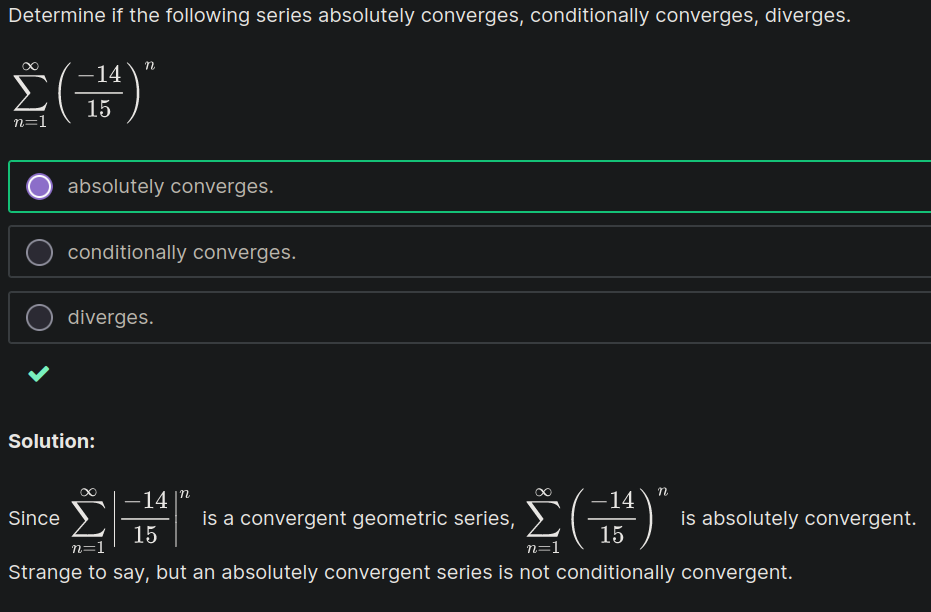 Determine if the following series absolutely converges, conditionally converges, diverges.
$\sum_{n=1}^{\infty} \left(\frac{-14}{15}\right)^n$
absolutely converges.
conditionally converges.
diverges.
Solution:
Since $\sum_{n=1}^{\infty} \left|\frac{-14}{15}\right|^n$ is a convergent geometric series, $\sum_{n=1}^{\infty} \left(\frac{-14}{15}\right)^n$ is absolutely convergent.
Strange to say, but an absolutely convergent series is not conditionally convergent.